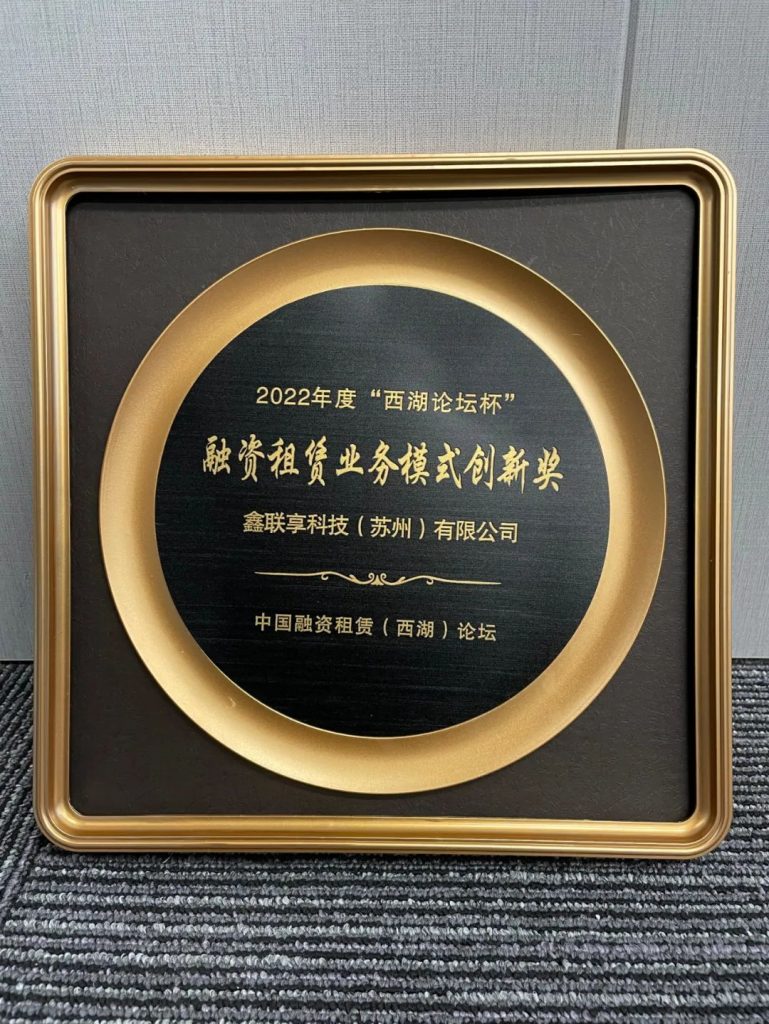 2022年度“西湖论坛杯”
融资租赁业务模式创新奖
鑫联享科技（苏州）有限公司
中国融资租赁（西湖）论坛